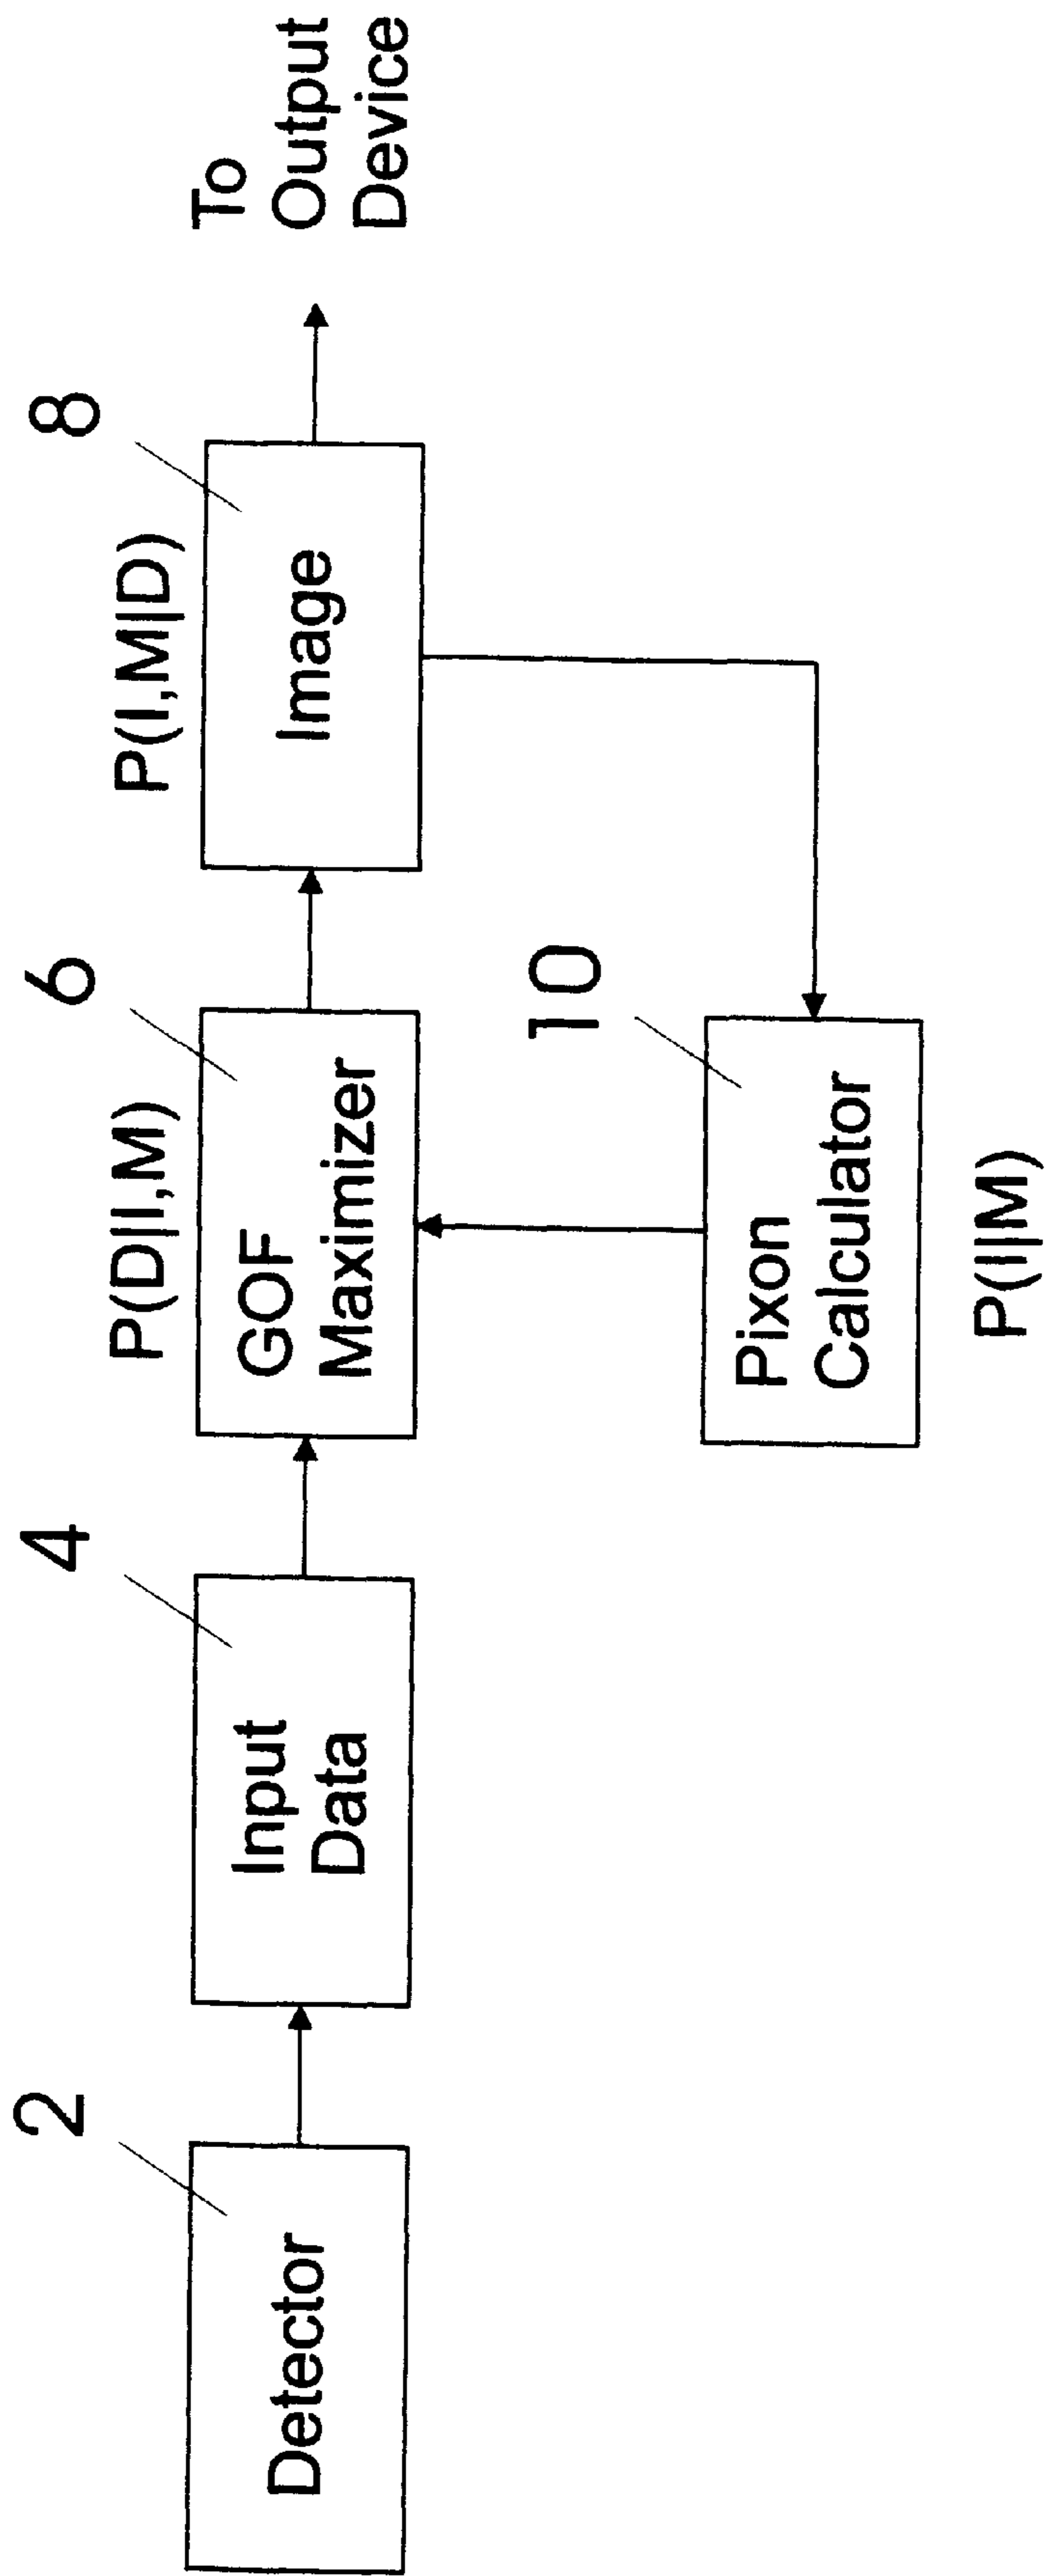 2
Detector
4
Input
Data
6
P(D|I,M)
GOF
Maximizer
8
P(I,M|D)
Image
To
Output
Device
10
Pixon
Calculator
P(I|M)